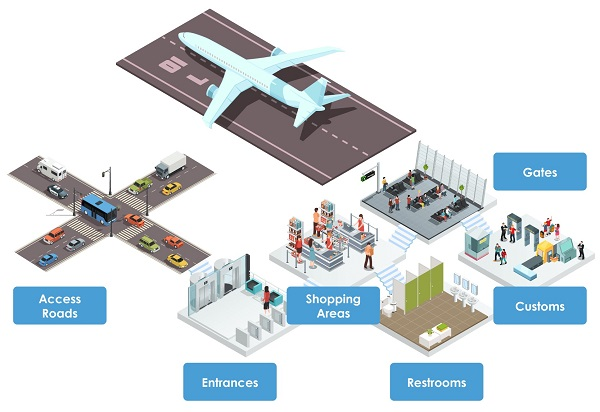 Gates
Access
Roads
Shopping
Areas
Customs
Entrances
Restrooms